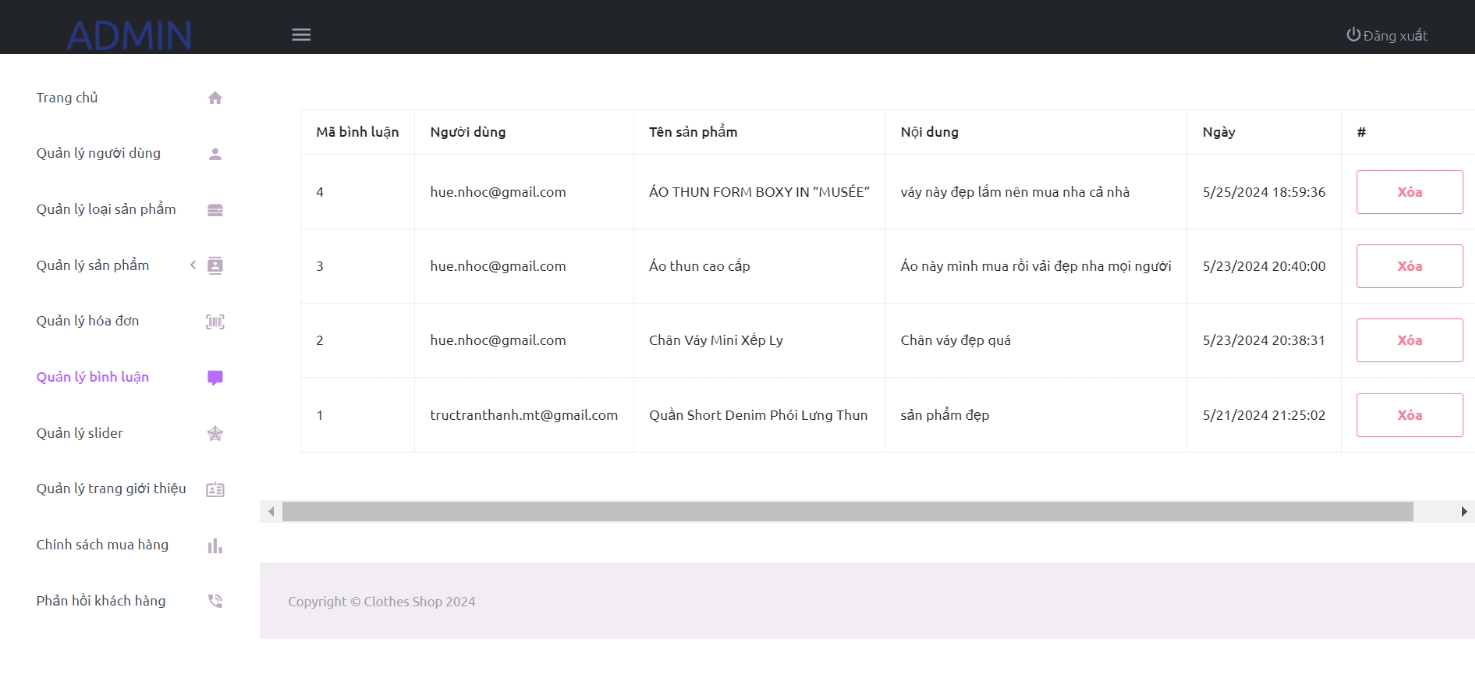 ADMIN
Đăng xuất
Trang chủ
Quản lý người dùng
Quản lý loại sản phẩm
Quản lý sản phẩm
Quản lý hóa đơn
Quản lý bình luận
Quản lý slider
Quản lý trang giới thiệu
Chính sách mua hàng
Phản hồi khách hàng
Mã bình luận Người dùng Tên sản phẩm Nội dung Ngày #
4 hue.nhoc@gmail.com ÁO THUN FORM BOXY IN “MUSÉE” váy này đẹp lắm nên mua nha cả nhà 5/25/2024 18:59:36 Xóa
3 hue.nhoc@gmail.com Áo thun cao cấp Áo này mình mua rồi vải đẹp nha mọi người 5/23/2024 20:40:00 Xóa
2 hue.nhoc@gmail.com Chân Váy Mini Xếp Ly Chân váy đẹp quá 5/23/2024 20:38:31 Xóa
1 tructranthanh.mt@gmail.com Quần Short Denim Phói Lưng Thun sản phẩm đẹp 5/21/2024 21:25:02 Xóa
Copyright © Clothes Shop 2024